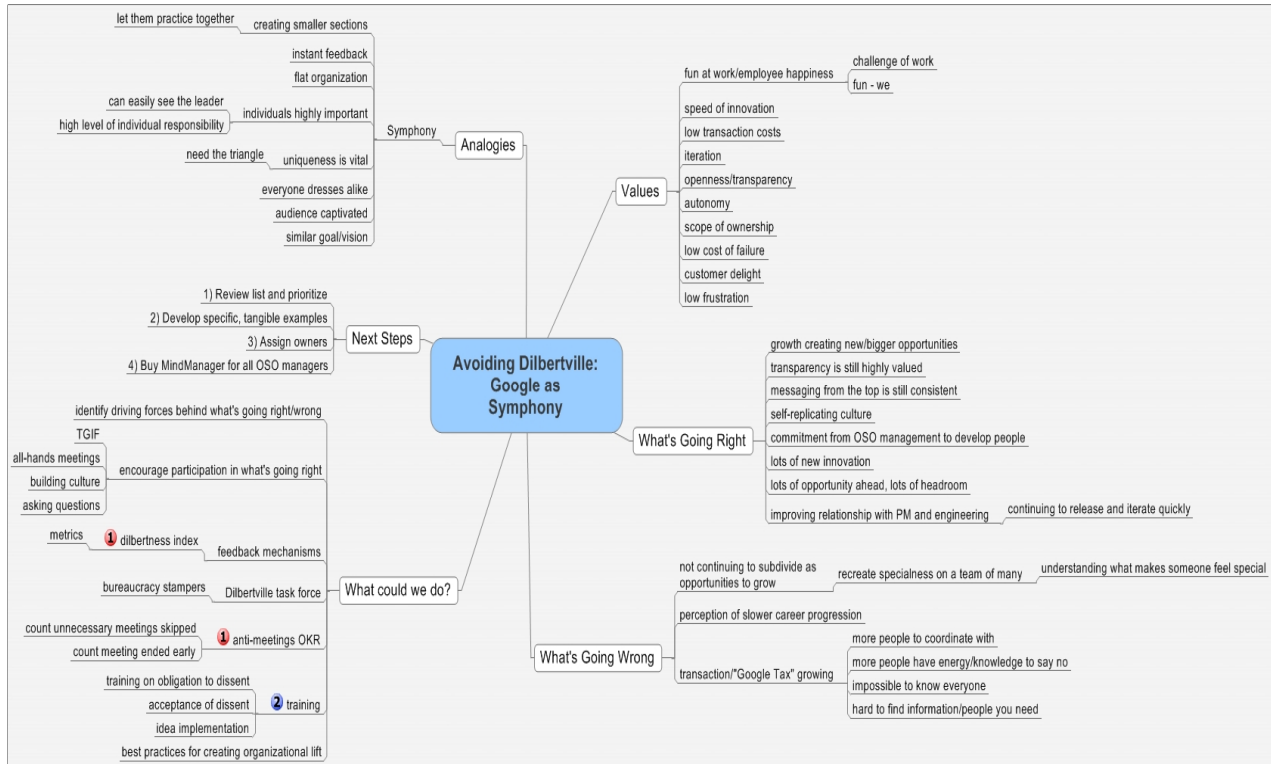 Avoiding Dilbertville:
Google as
Symphony
Analogies
Symphony
creating smaller sections
let them practice together
instant feedback
flat organization
individuals highly important
can easily see the leader
high level of individual responsibility
uniqueness is vital
need the triangle
everyone dresses alike
audience captivated
similar goal/vision
Next Steps
1) Review list and prioritize
2) Develop specific, tangible examples
3) Assign owners
4) Buy MindManager for all OSO managers
What could we do?
identify driving forces behind what's going right/wrong
encourage participation in what's going right
TGIF
all-hands meetings
building culture
asking questions
feedback mechanisms
1 dilbertness index
metrics
Dilbertville task force
bureaucracy stampers
1 anti-meetings OKR
count unnecessary meetings skipped
count meeting ended early
2 training
training on obligation to dissent
acceptance of dissent
idea implementation
best practices for creating organizational lift
Values
fun at work/employee happiness
challenge of work
fun - we
speed of innovation
low transaction costs
iteration
openness/transparency
autonomy
scope of ownership
low cost of failure
customer delight
low frustration
What's Going Right
growth creating new/bigger opportunities
transparency is still highly valued
messaging from the top is still consistent
self-replicating culture
commitment from OSO management to develop people
lots of new innovation
lots of opportunity ahead, lots of headroom
improving relationship with PM and engineering
continuing to release and iterate quickly
What's Going Wrong
not continuing to subdivide as
opportunities to grow
recreate specialness on a team of many
understanding what makes someone feel special
perception of slower career progression
transaction/"Google Tax" growing
more people to coordinate with
more people have energy/knowledge to say no
impossible to know everyone
hard to find information/people you need